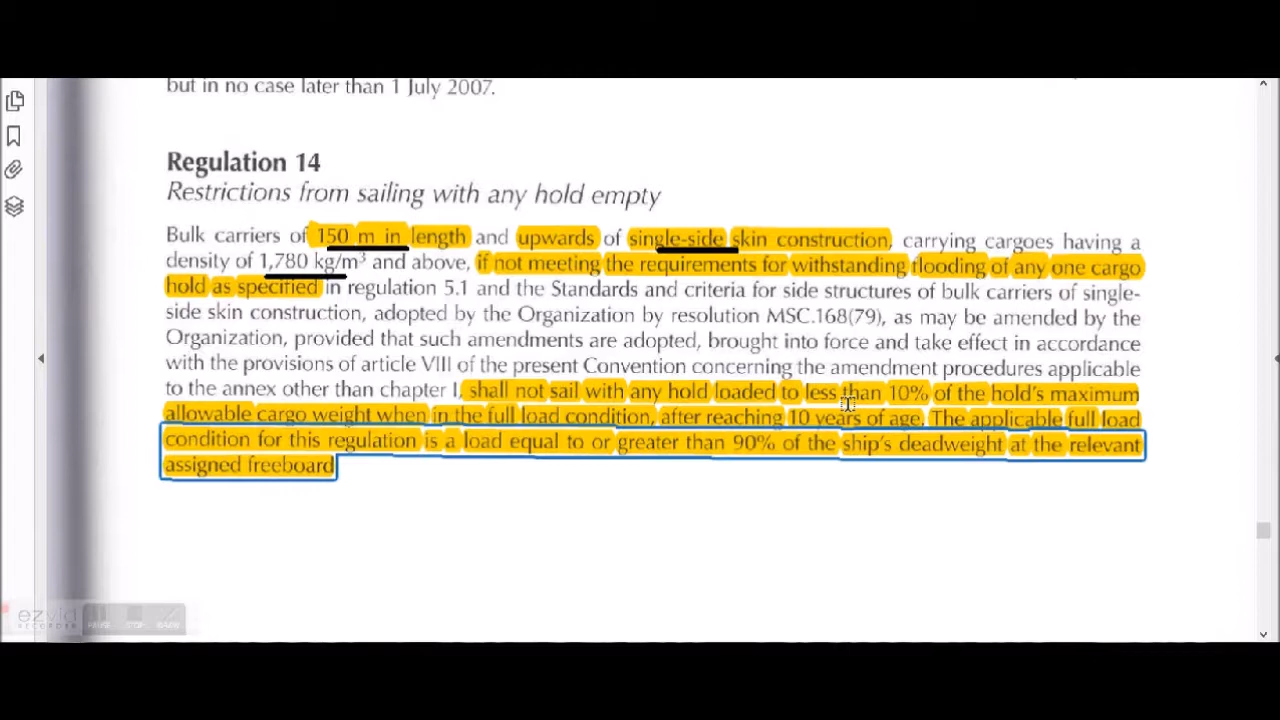 but in no case later than 1 July 2007.
Regulation 14
Restrictions from sailing with any hold empty
Bulk carriers of 150 m in length and upwards of single-side skin construction, carrying cargoes having a
density of 1,780 kg/m³ and above, if not meeting the requirements for withstanding flooding of any one cargo
hold as specified in regulation 5.1 and the Standards and criteria for side structures of bulk carriers of single-
side skin construction, adopted by the Organization by resolution MSC.168(79), as may be amended by the
Organization, provided that such amendments are adopted, brought into force and take effect in accordance
with the provisions of article VIII of the present Convention concerning the amendment procedures applicable
to the annex other than chapter I, shall not sail with any hold loaded to less than 10% of the hold's maximum
allowable cargo weight when in the full load condition, after reaching 10 years of age. The applicable full load
condition for this regulation is a load equal to or greater than 90% of the ship's deadweight at the relevant
assigned freeboard
ezvid
RECORDER
PAUSE STOP